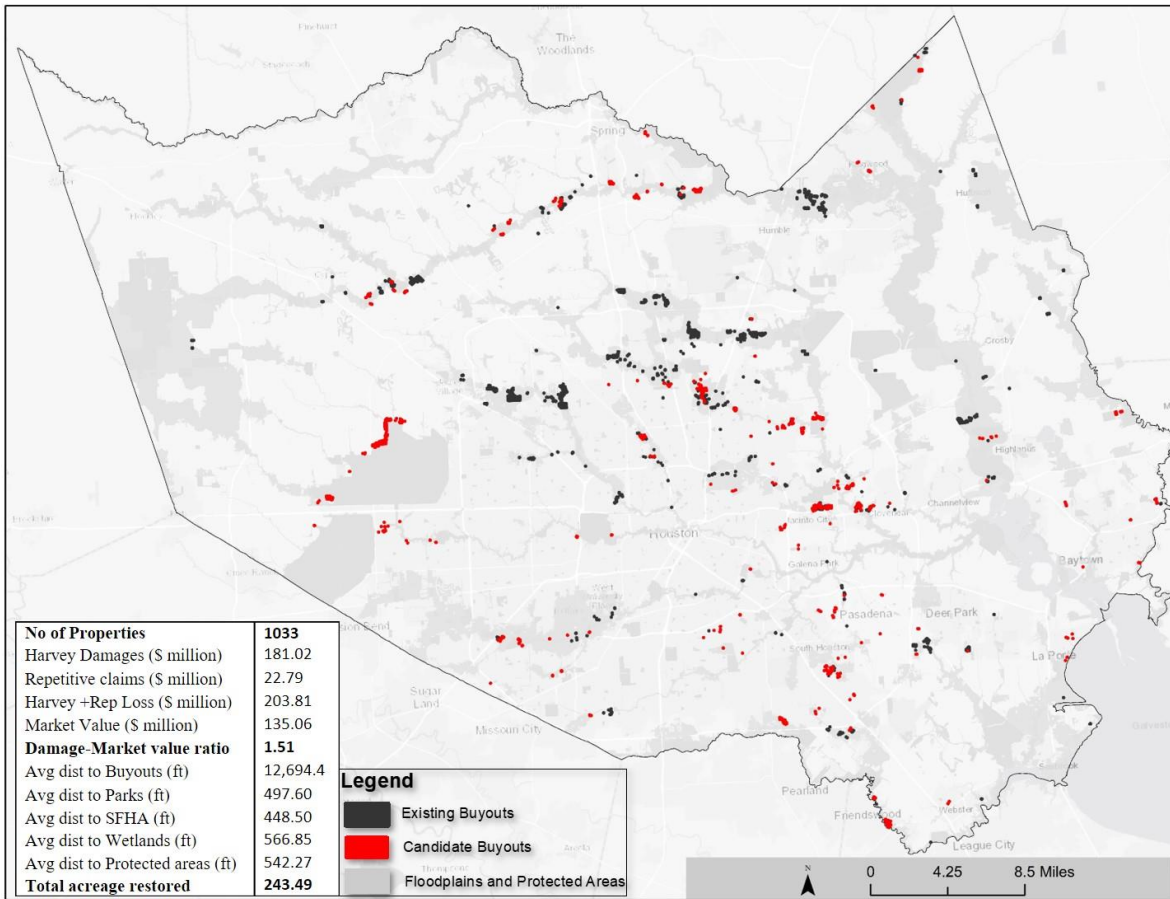 The
Woodlands
Spring
Kingwood
Humble
Crosby
Highlands
Channelview
Jacinto City
Cloverleaf
Houston
Galena Park
Baytown
West
Pasadena
Deer Park
South Houston
La Porte
Sugar
Land
Missouri City
Pearland
Friendswood
Webster
League City
No of Properties 1033
Harvey Damages ($ million) 181.02
Repetitive claims ($ million) 22.79
Harvey +Rep Loss ($ million) 203.81
Market Value ($ million) 135.06
Damage-Market value ratio 1.51
Avg dist to Buyouts (ft) 12,694.4
Avg dist to Parks (ft) 497.60
Avg dist to SFHA (ft) 448.50
Avg dist to Wetlands (ft) 566.85
Avg dist to Protected areas (ft) 542.27
Total acreage restored 243.49
Legend
Existing Buyouts
Candidate Buyouts
Floodplains and Protected Areas
N
0 4.25 8.5 Miles